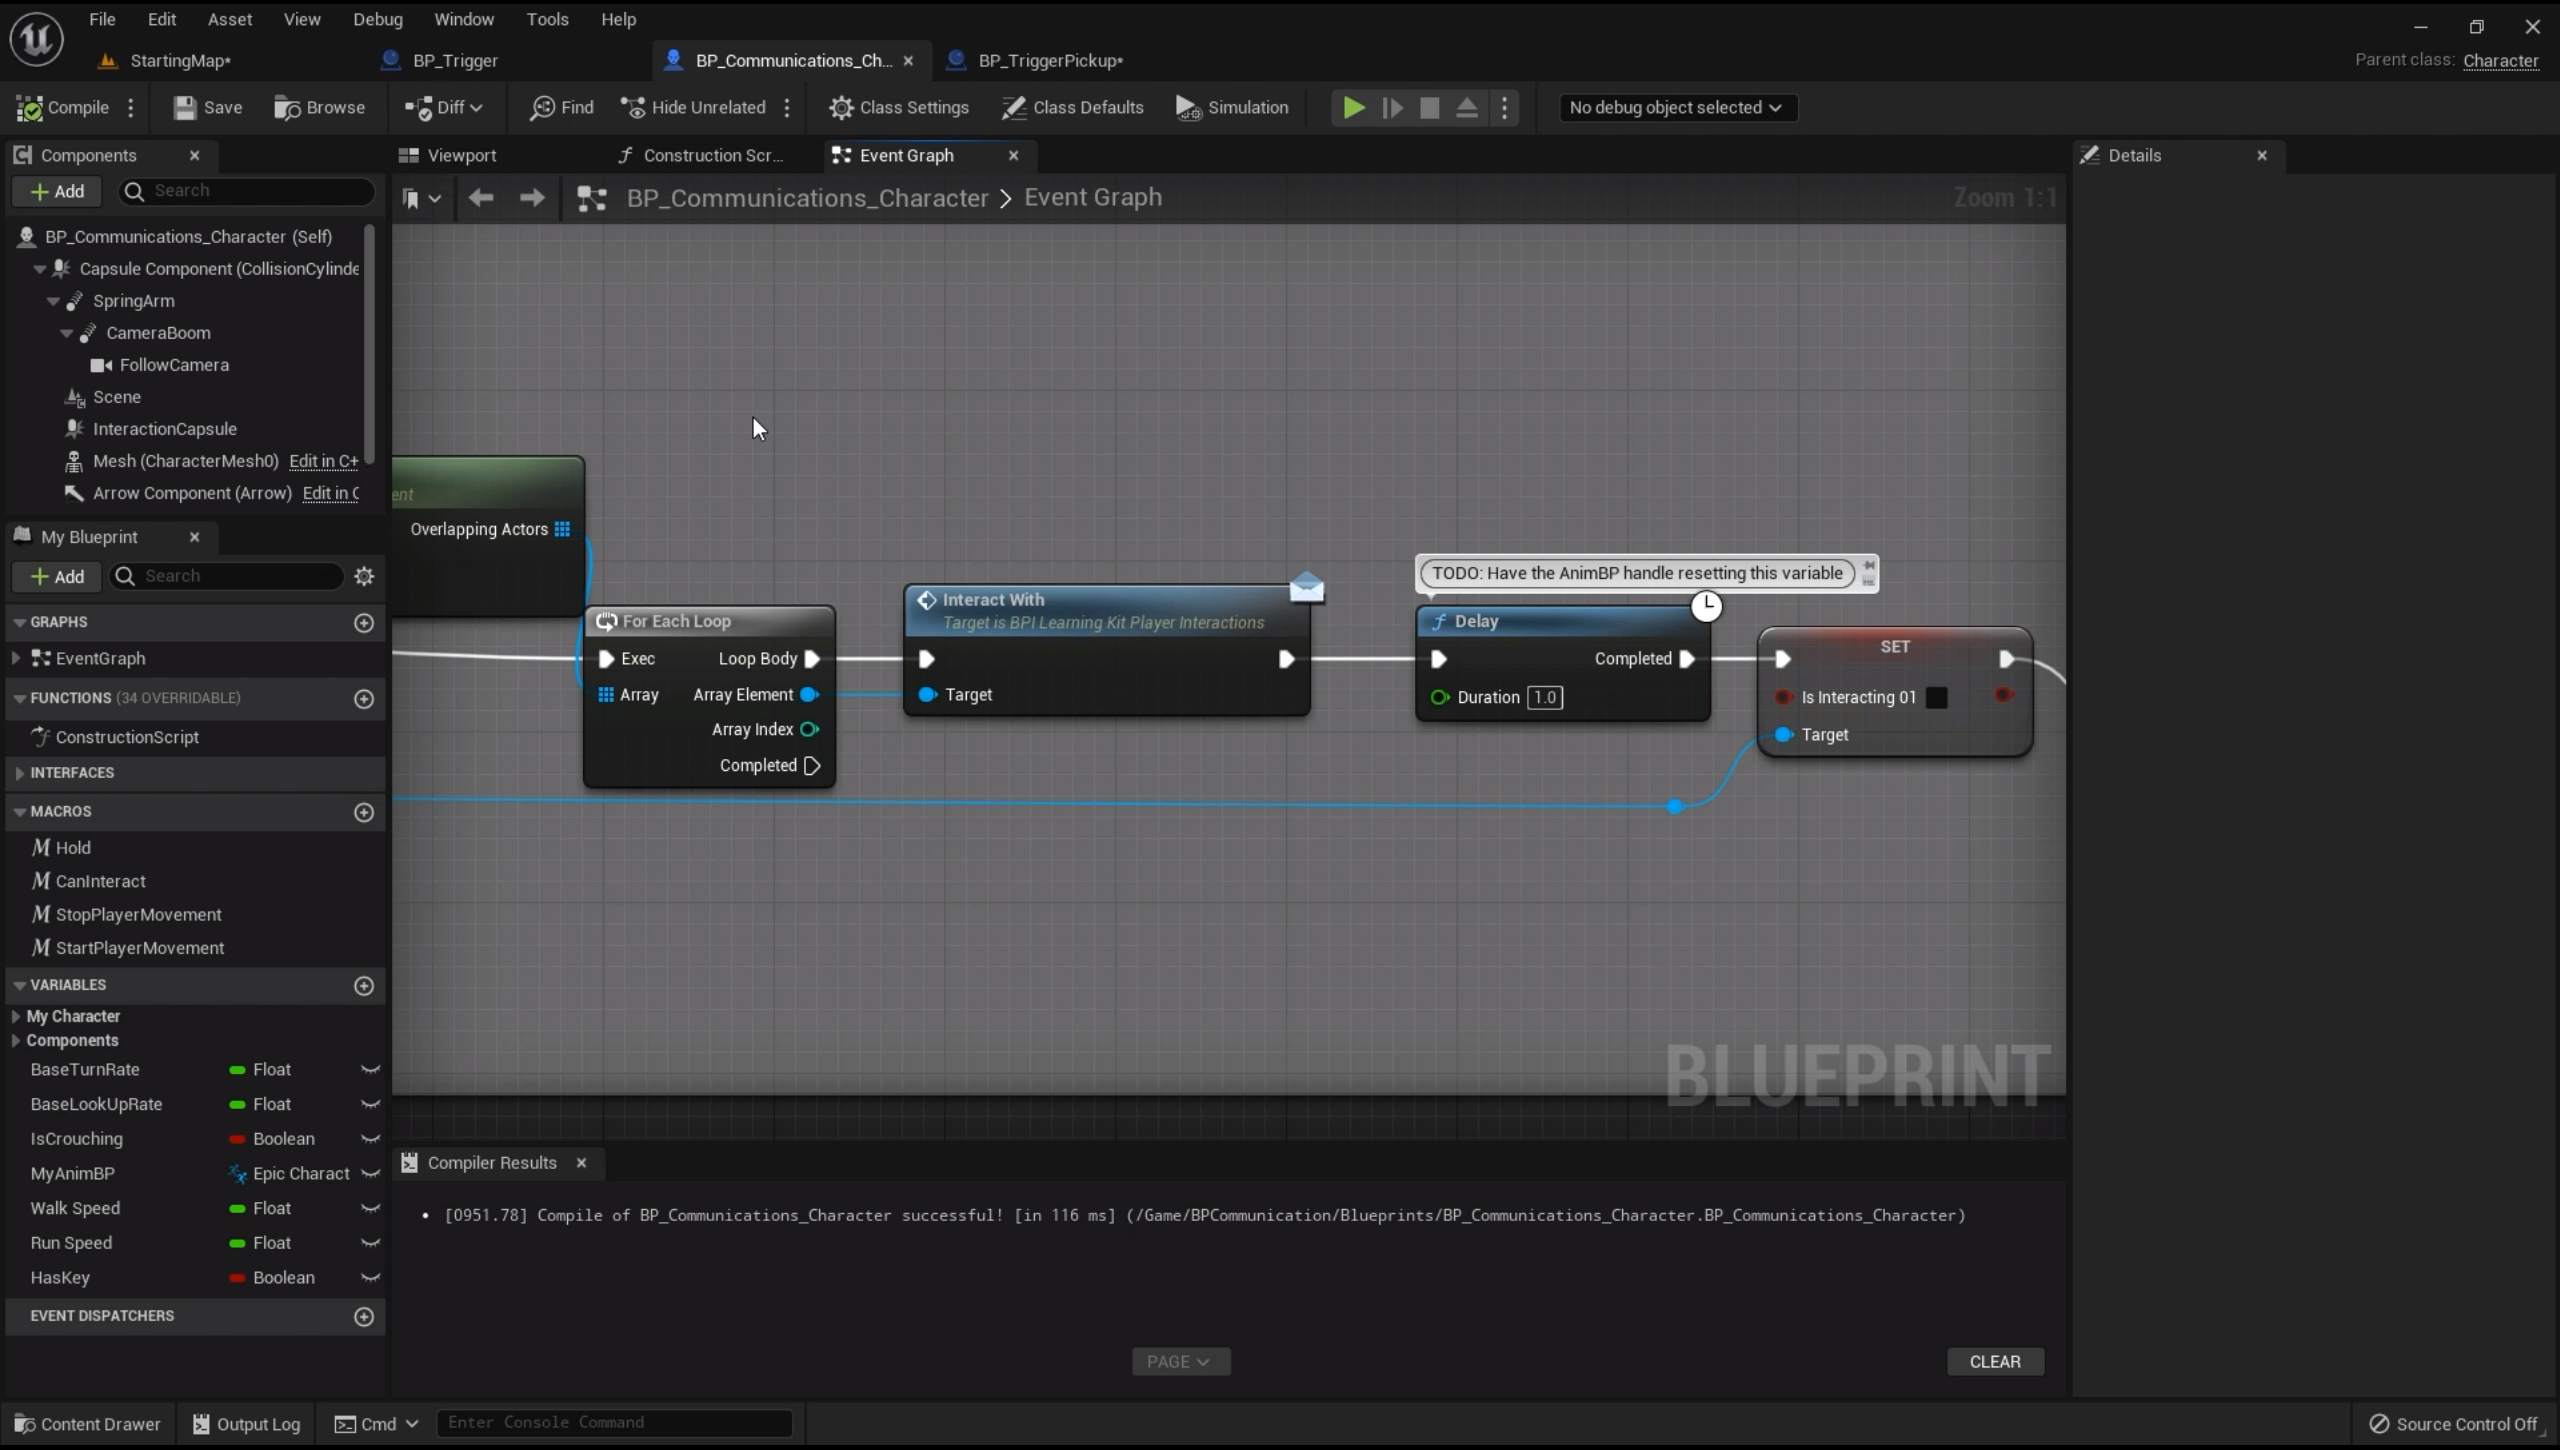 File Edit Asset View Debug Window Tools Help
StartingMap* BP_Trigger BP_Communications_Ch... BP_TriggerPickup*
Parent class: Character
Compile Save Browse Diff Find Hide Unrelated Class Settings Class Defaults Simulation No debug object selected
Components
Add Search
BP_Communications_Character (Self)
Capsule Component (CollisionCylinde
SpringArm
CameraBoom
FollowCamera
Scene
InteractionCapsule
Mesh (CharacterMesh0) Edit in C+
Arrow Component (Arrow) Edit in C
My Blueprint
Add Search
GRAPHS
EventGraph
FUNCTIONS (34 OVERRIDABLE)
ConstructionScript
INTERFACES
MACROS
Hold
CanInteract
StopPlayerMovement
StartPlayerMovement
VARIABLES
My Character
Components
BaseTurnRate Float
BaseLookUpRate Float
IsCrouching Boolean
MyAnimBP Epic Charact
Walk Speed Float
Run Speed Float
HasKey Boolean
EVENT DISPATCHERS
Viewport Construction Scr... Event Graph
BP_Communications_Character > Event Graph
Zoom 1:1
ent
Overlapping Actors
For Each Loop
Exec Loop Body
Array Array Element
Array Index
Completed
Interact With
Target is BPI Learning Kit Player Interactions
Target
TODO: Have the AnimBP handle resetting this variable
Delay
Completed
Duration 1.0
SET
Is Interacting 01
Target
BLUEPRINT
Compiler Results
• [0951.78] Compile of BP_Communications_Character successful! [in 116 ms] (/Game/BPCommunication/Blueprints/BP_Communications_Character.BP_Communications_Character)
PAGE CLEAR
Details
Content Drawer Output Log Cmd Enter Console Command Source Control Off